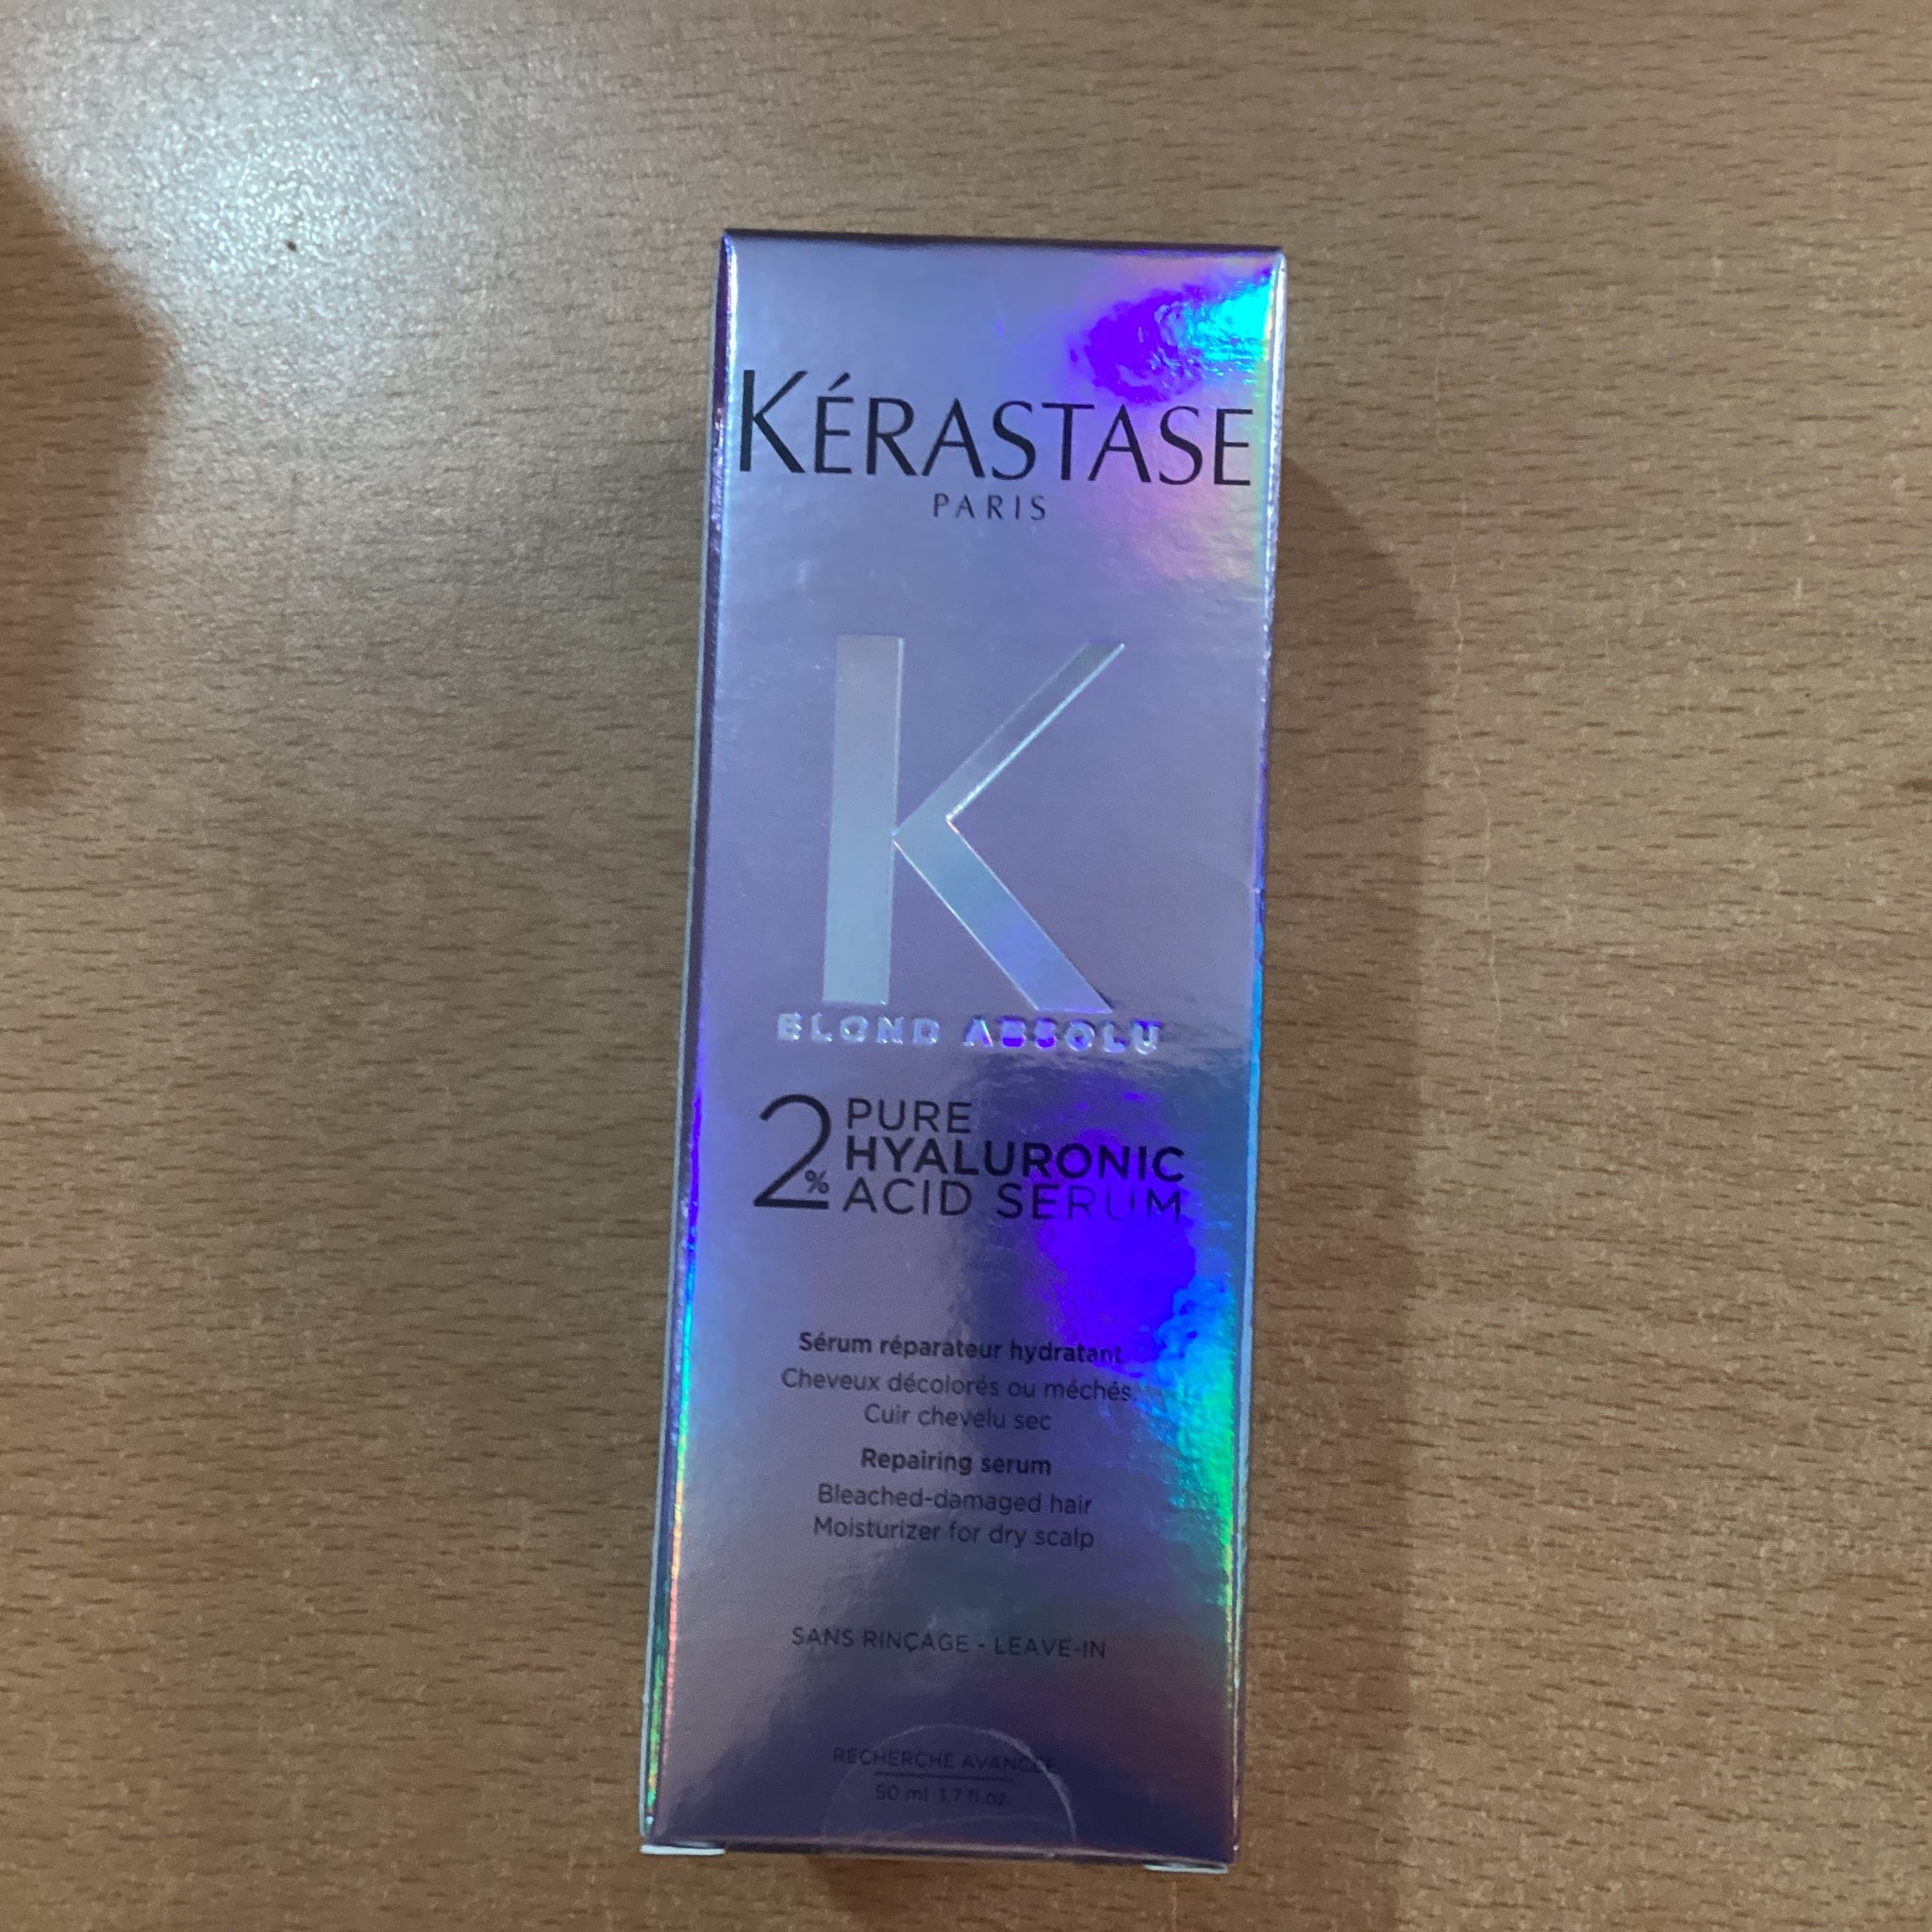 KÉRASTASE
PARIS
K
BLOND ABSOLU
2% PURE
HYALURONIC
ACID SERUM
Sérum réparateur hydratant
Cheveux décolorés ou méchés
Cuir chevelu sec
Repairing serum
Bleached-damaged hair
Moisturizer for dry scalp
SANS RINÇAGE - LEAVE-IN
RECHERCHE AVANCÉE
50 ml 1.7 fl.oz